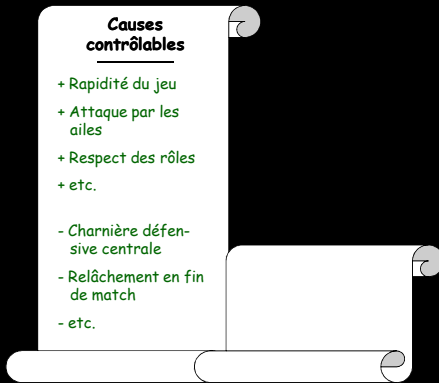 Causes
contrôlables
+ Rapidité du jeu
+ Attaque par les
ailes
+ Respect des rôles
+ etc.
- Charnière défen-
sive centrale
- Relâchement en fin
de match
- etc.